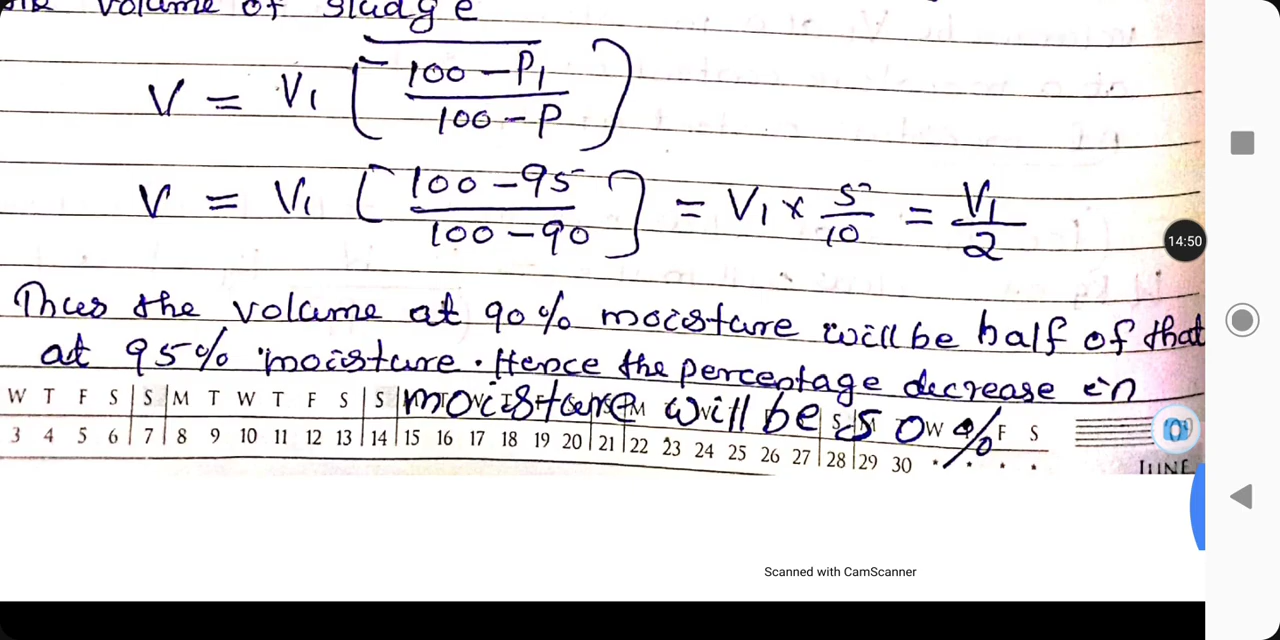 volume of sludge
V = V1 [ 100 - P1 / 100 - P ]
V = V1 [ 100 - 95 / 100 - 90 ] = V1 × 5/10 = V1/2
14:50
Thus the volume at 90% moisture will be half of that
at 95% moisture. Hence the percentage decrease in
moisture will be 50%
W T F S S M T W T F S S M W F S
3 4 5 6 7 8 9 10 11 12 13 14 15 16 17 18 19 20 21 22 23 24 25 26 27 28 29 30
JUNE
Scanned with CamScanner